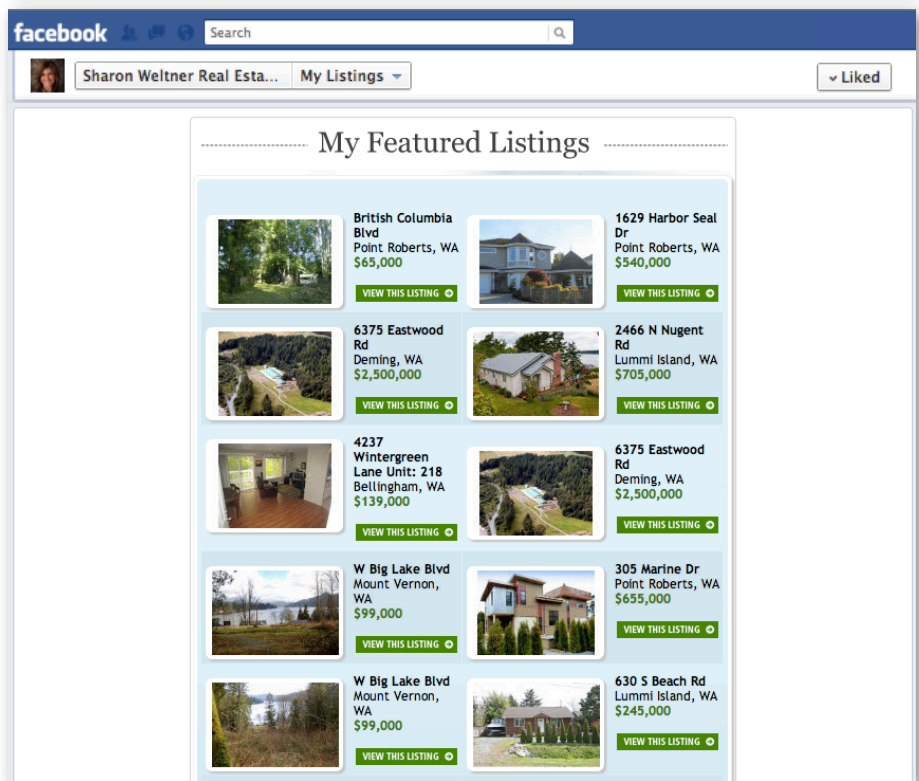 facebook
Search
Sharon Weltner Real Esta...
My Listings
Liked
My Featured Listings
British Columbia
Blvd
Point Roberts, WA
$65,000
VIEW THIS LISTING
1629 Harbor Seal
Dr
Point Roberts, WA
$540,000
VIEW THIS LISTING
6375 Eastwood
Rd
Deming, WA
$2,500,000
VIEW THIS LISTING
2466 N Nugent
Rd
Lummi Island, WA
$705,000
VIEW THIS LISTING
4237
Wintergreen
Lane Unit: 218
Bellingham, WA
$139,000
VIEW THIS LISTING
6375 Eastwood
Rd
Deming, WA
$2,500,000
VIEW THIS LISTING
W Big Lake Blvd
Mount Vernon,
WA
$99,000
VIEW THIS LISTING
305 Marine Dr
Point Roberts, WA
$655,000
VIEW THIS LISTING
W Big Lake Blvd
Mount Vernon,
WA
$99,000
VIEW THIS LISTING
630 S Beach Rd
Lummi Island, WA
$245,000
VIEW THIS LISTING